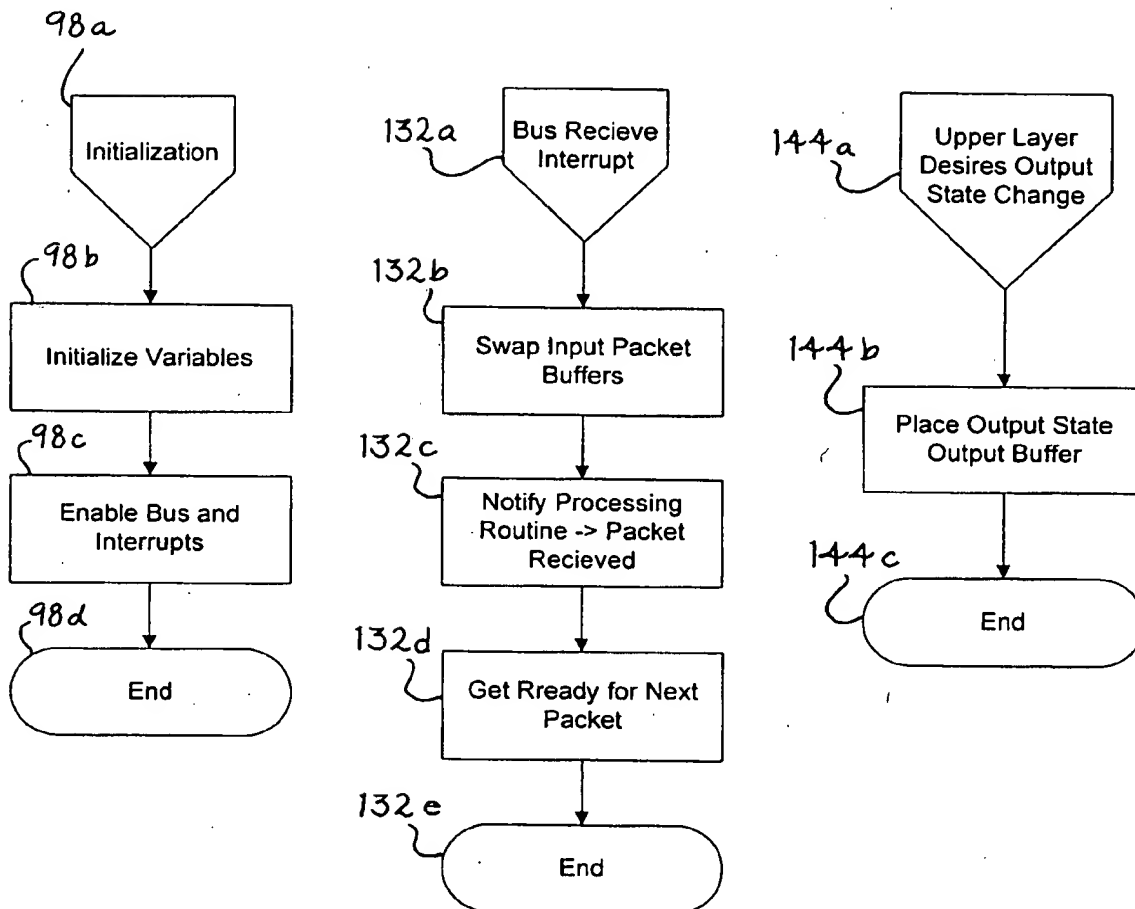 98a
Initialization
98b
Initialize Variables
98c
Enable Bus and
Interrupts
98d
End
132a
Bus Recieve
Interrupt
132b
Swap Input Packet
Buffers
132c
Notify Processing
Routine -> Packet
Recieved
132d
Get Rready for Next
Packet
132e
End
144a
Upper Layer
Desires Output
State Change
144b
Place Output State
Output Buffer
144c
End